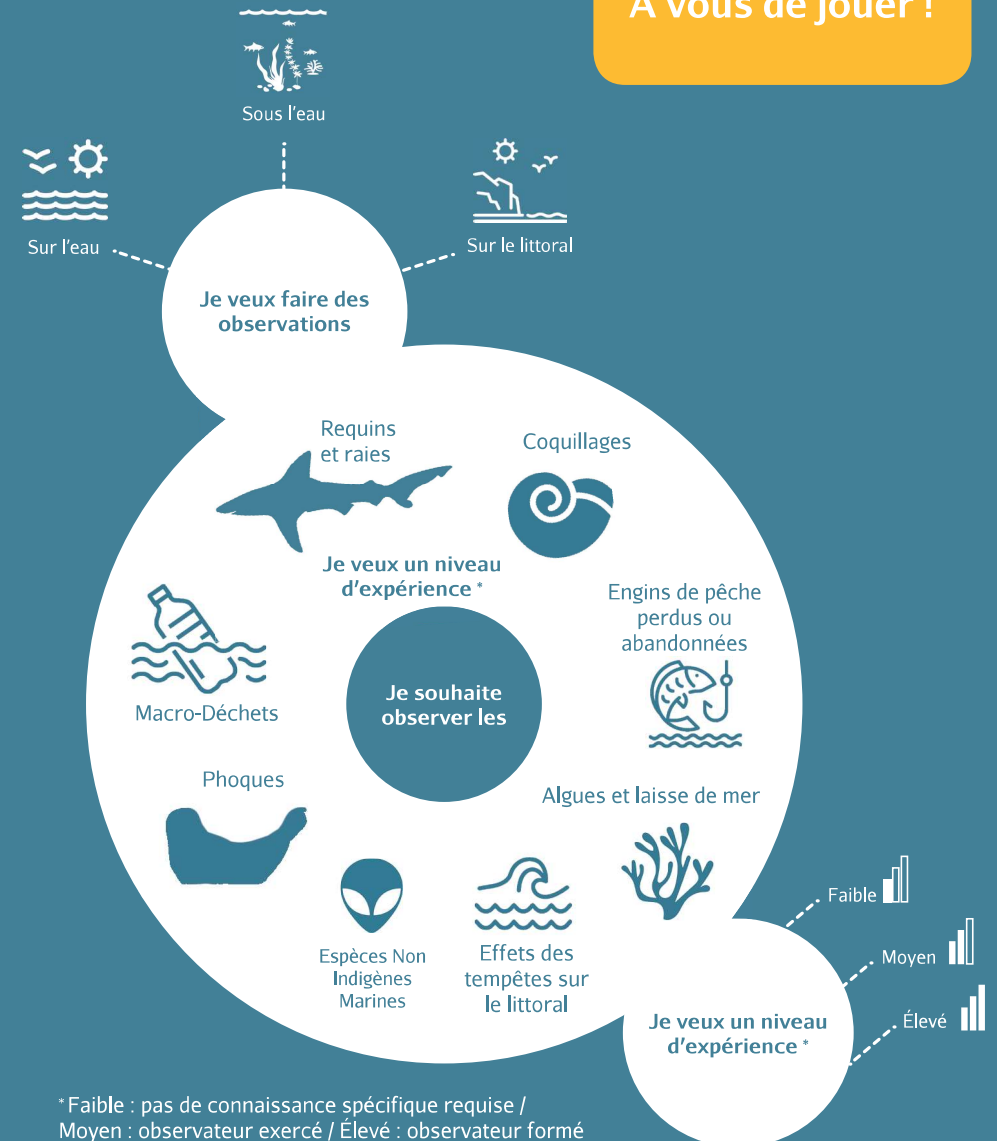 À vous de jouer !
Sous l'eau
Sur l'eau
Sur le littoral
Je veux faire des
observations
Requins
et raies
Coquillages
Je veux un niveau
d'expérience *
Engins de pêche
perdus ou
abandonnées
Macro-Déchets
Je souhaite
observer les
Phoques
Algues et laisse de mer
Espèces Non
Indigènes
Marines
Effets des
tempêtes sur
le littoral
Faible
Moyen
Élevé
Je veux un niveau
d'expérience *
* Faible : pas de connaissance spécifique requise /
Moyen : observateur exercé / Élevé : observateur formé